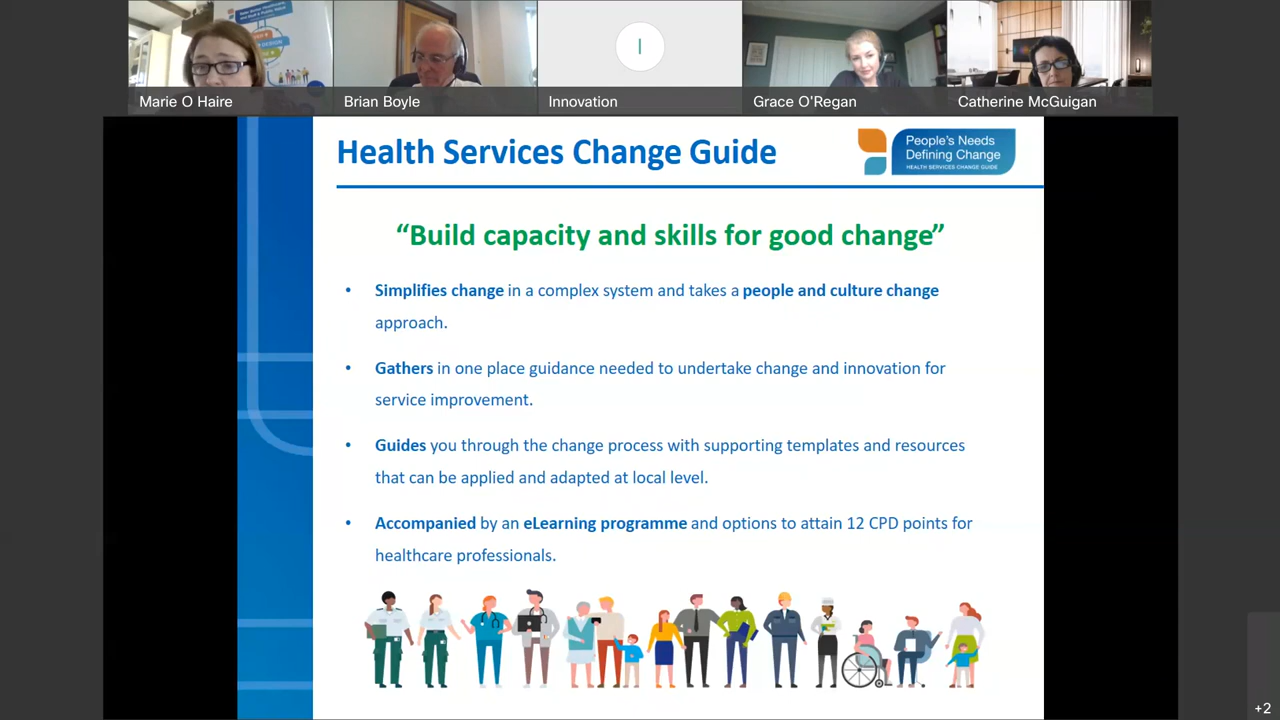 Marie O Haire
Brian Boyle
I
Innovation
Grace O'Regan
Catherine McGuigan
Health Services Change Guide
People's Needs
Defining Change
HEALTH SERVICES CHANGE GUIDE
“Build capacity and skills for good change”
• Simplifies change in a complex system and takes a people and culture change
approach.
• Gathers in one place guidance needed to undertake change and innovation for
service improvement.
• Guides you through the change process with supporting templates and resources
that can be applied and adapted at local level.
• Accompanied by an eLearning programme and options to attain 12 CPD points for
healthcare professionals.
+2